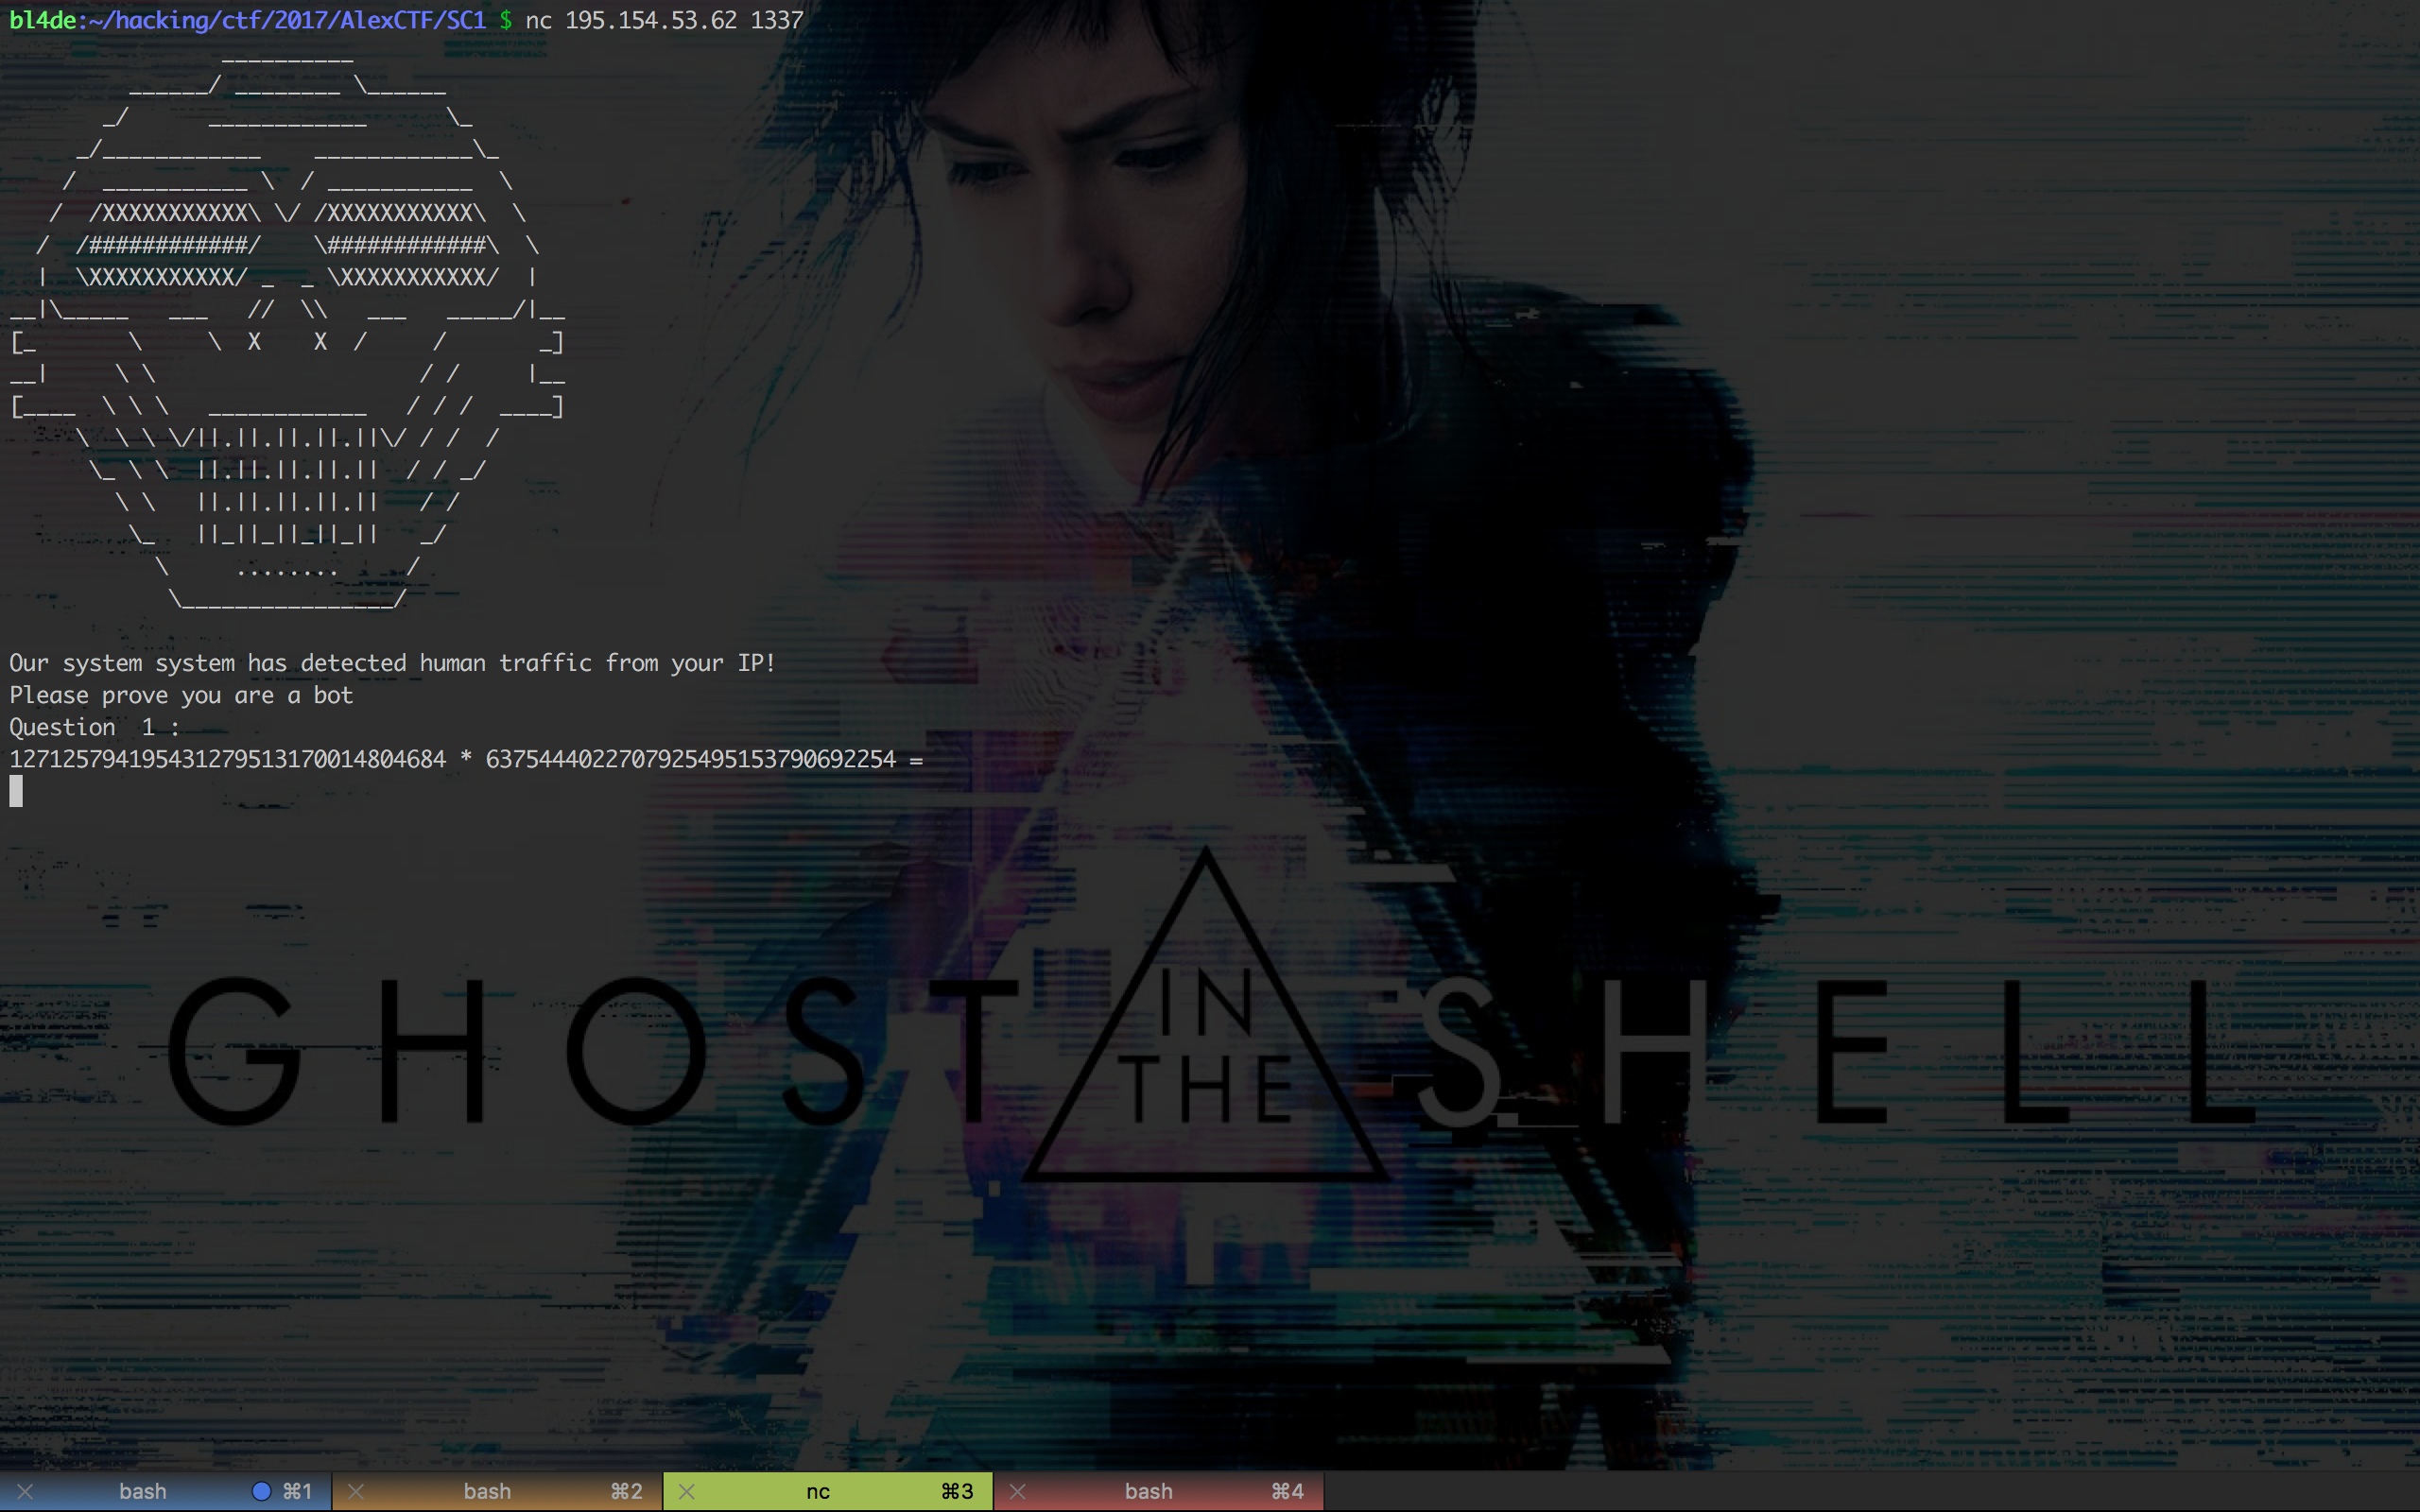 bl4de:~/hacking/ctf/2017/AlexCTF/SC1 $ nc 195.154.53.62 1337
                __________
         ______/ ________ \______
       _/      ____________      \_
     _/____________    ____________\_
    /  ___________ \  / ___________  \
   /  /XXXXXXXXXXX\ \/ /XXXXXXXXXXX\  \
  /  /############/    \############\  \
  |  \XXXXXXXXXXX/ _  _ \XXXXXXXXXXX/  |
__|\_____   ___   //  \\   ___   _____/|__
[_       \     \  X    X  /     /       _]
__|     \ \                    / /     |__
[____  \ \ \   ____________   / / /  ____]
     \  \ \ \/||.||.||.||.||\/ / /  /
      \_ \ \  ||.||.||.||.||  / / _/
        \ \   ||.||.||.||.||   / /
         \_   ||_||_||_||_||   _/
           \     ........     /
            \________________/
Our system system has detected human traffic from your IP!
Please prove you are a bot
Question  1 :
127125794195431279513170014804684 * 6375444022707925495153790692254 =
GHOST IN THE SHELL
bash ⌘1 bash ⌘2 nc ⌘3 bash ⌘4